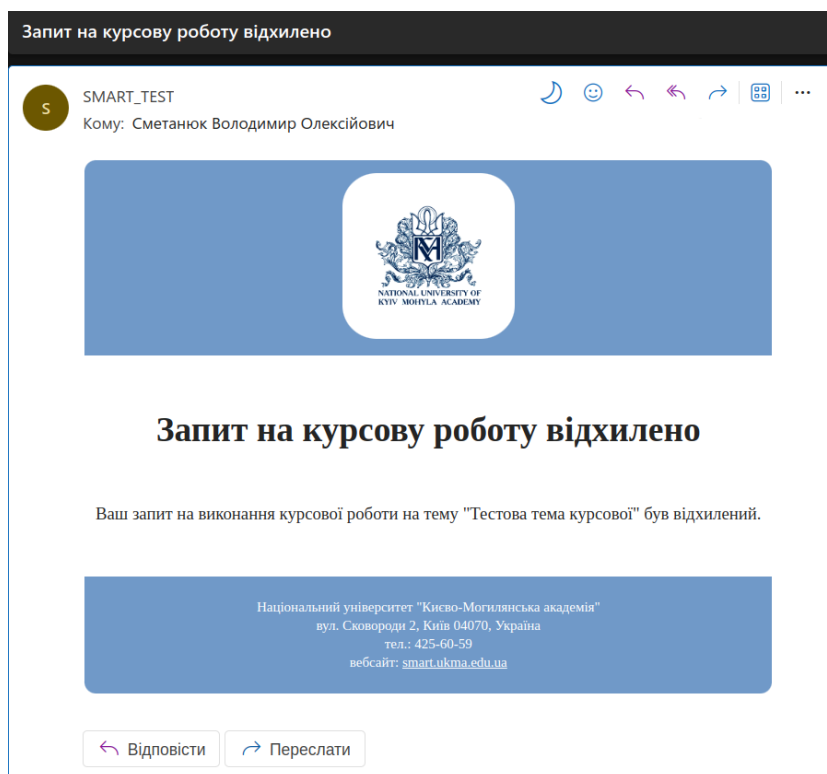 Запит на курсову роботу відхилено
S
SMART_TEST
Кому: Сметанюк Володимир Олексійович
NATIONAL UNIVERSITY OF
KYIV MOHYLA ACADEMY
Запит на курсову роботу відхилено
Ваш запит на виконання курсової роботи на тему "Тестова тема курсової" був відхилений.
Національний університет "Києво-Могилянська академія"
вул. Сковороди 2, Київ 04070, Україна
тел.: 425-60-59
вебсайт: smart.ukma.edu.ua
Відповісти
Переслати